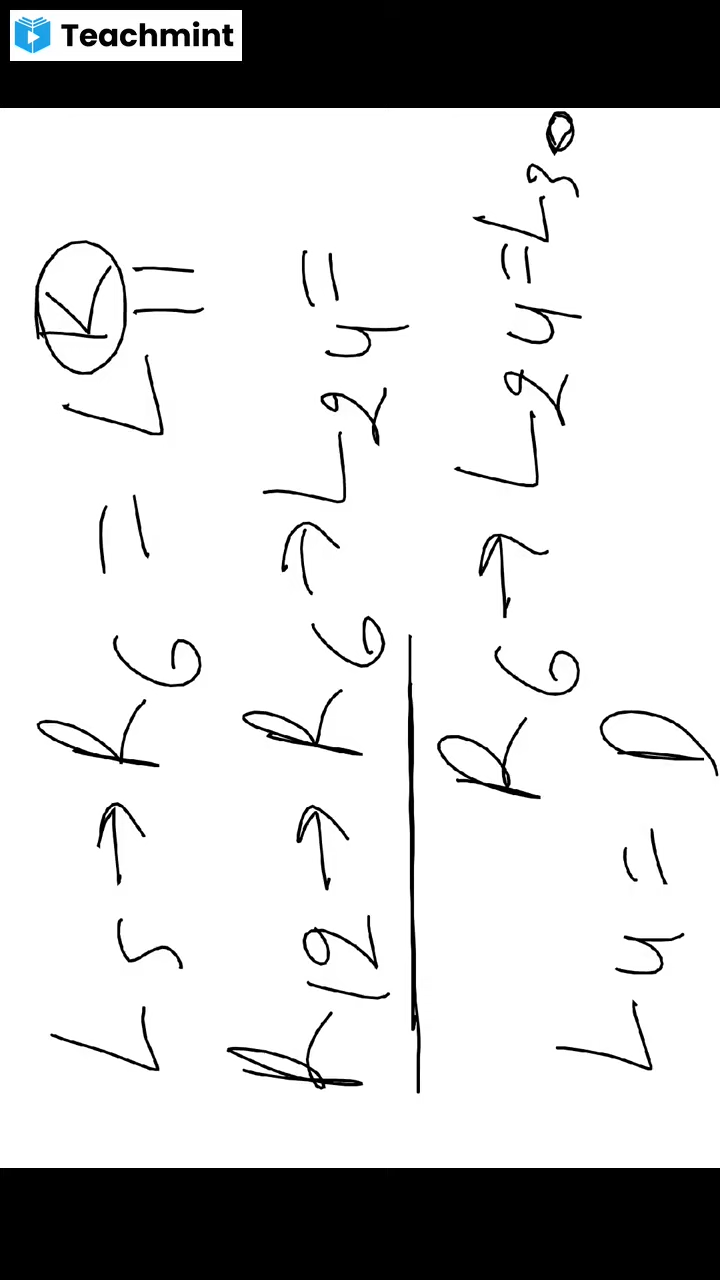 Teachmint
K
L5 → R6 = L11
R12 → R6 → L24 =
R6 → L24 = L30
L4 = D